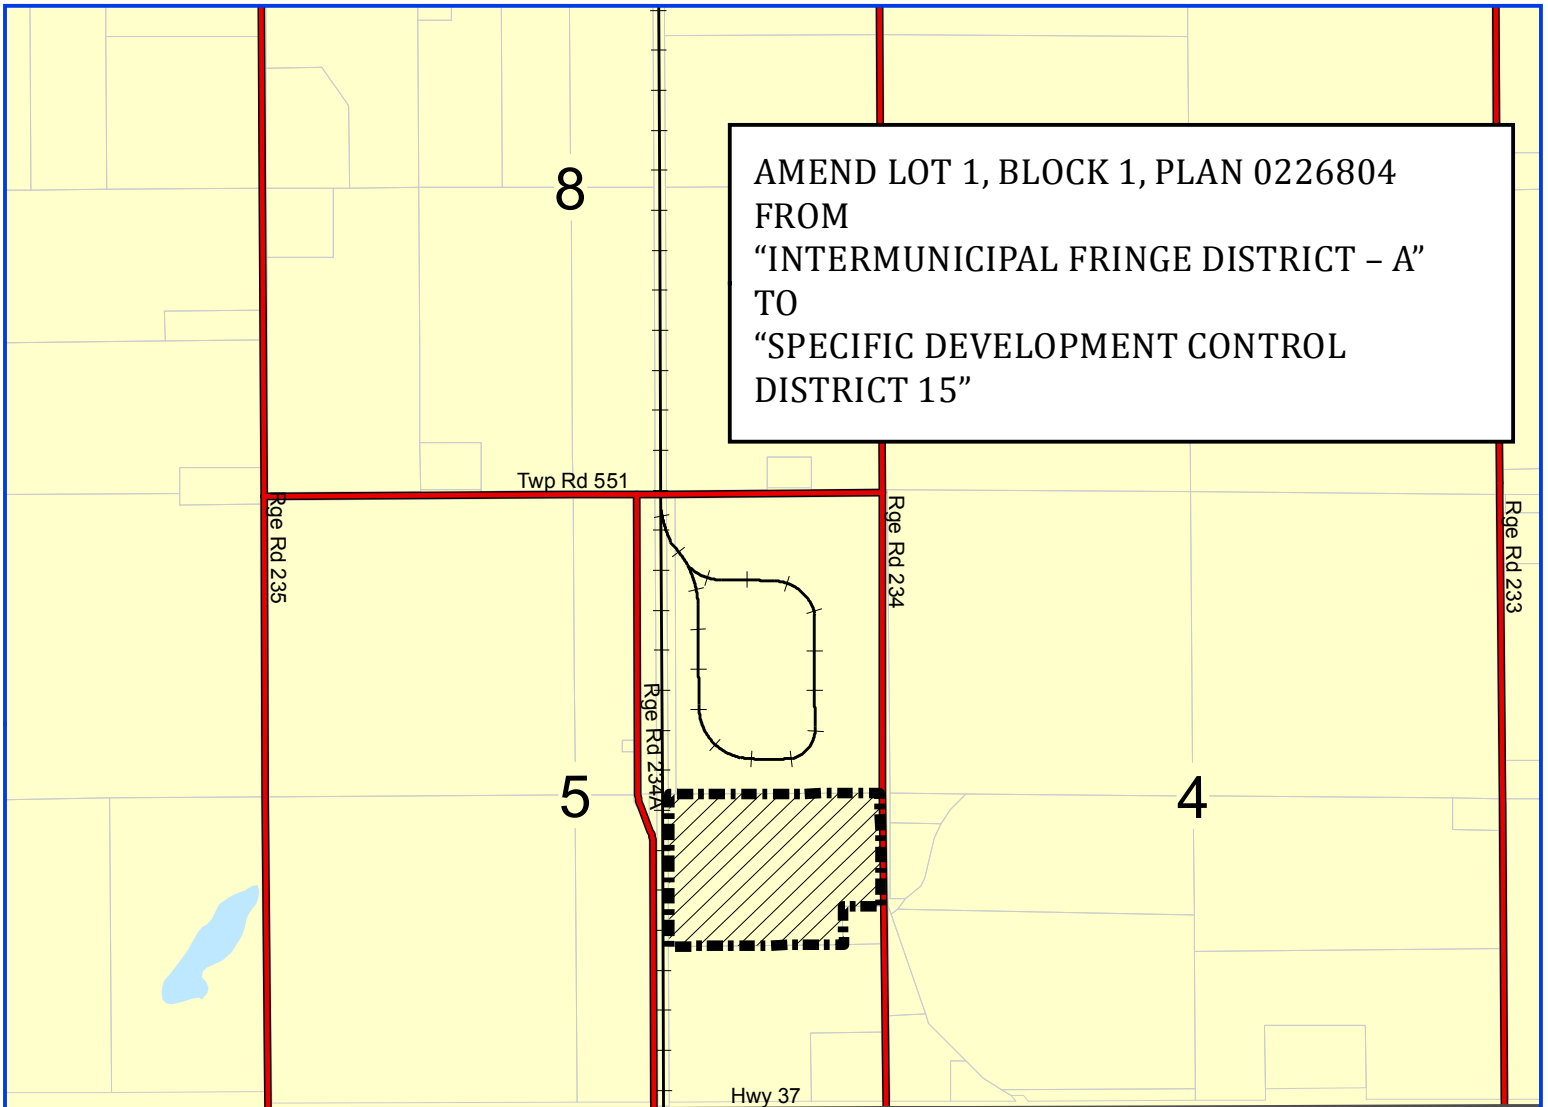 8
AMEND LOT 1, BLOCK 1, PLAN 0226804
FROM
“INTERMUNICIPAL FRINGE DISTRICT – A”
TO
“SPECIFIC DEVELOPMENT CONTROL
DISTRICT 15”
Twp Rd 551
Rge Rd 235
Rge Rd 234
Rge Rd 233
Rge Rd 234A
5
4
Hwy 37